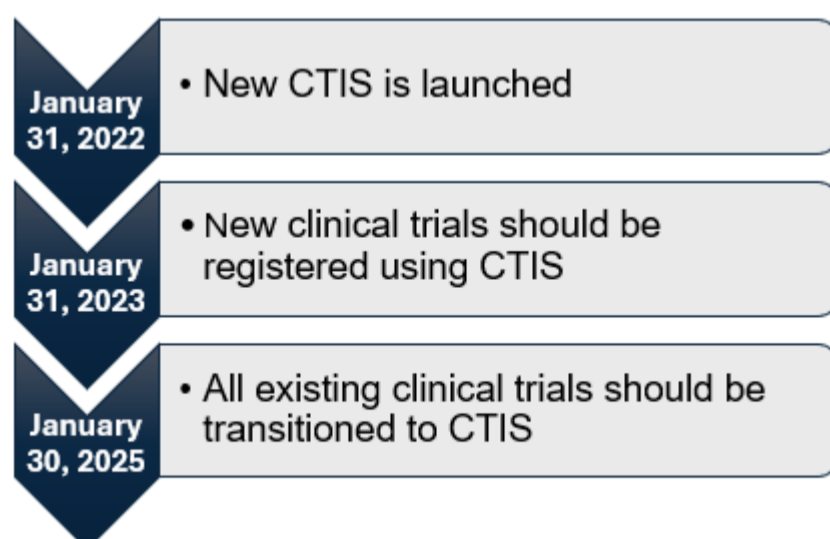 January
31, 2022
• New CTIS is launched
January
31, 2023
• New clinical trials should be
registered using CTIS
January
30, 2025
• All existing clinical trials should be
transitioned to CTIS